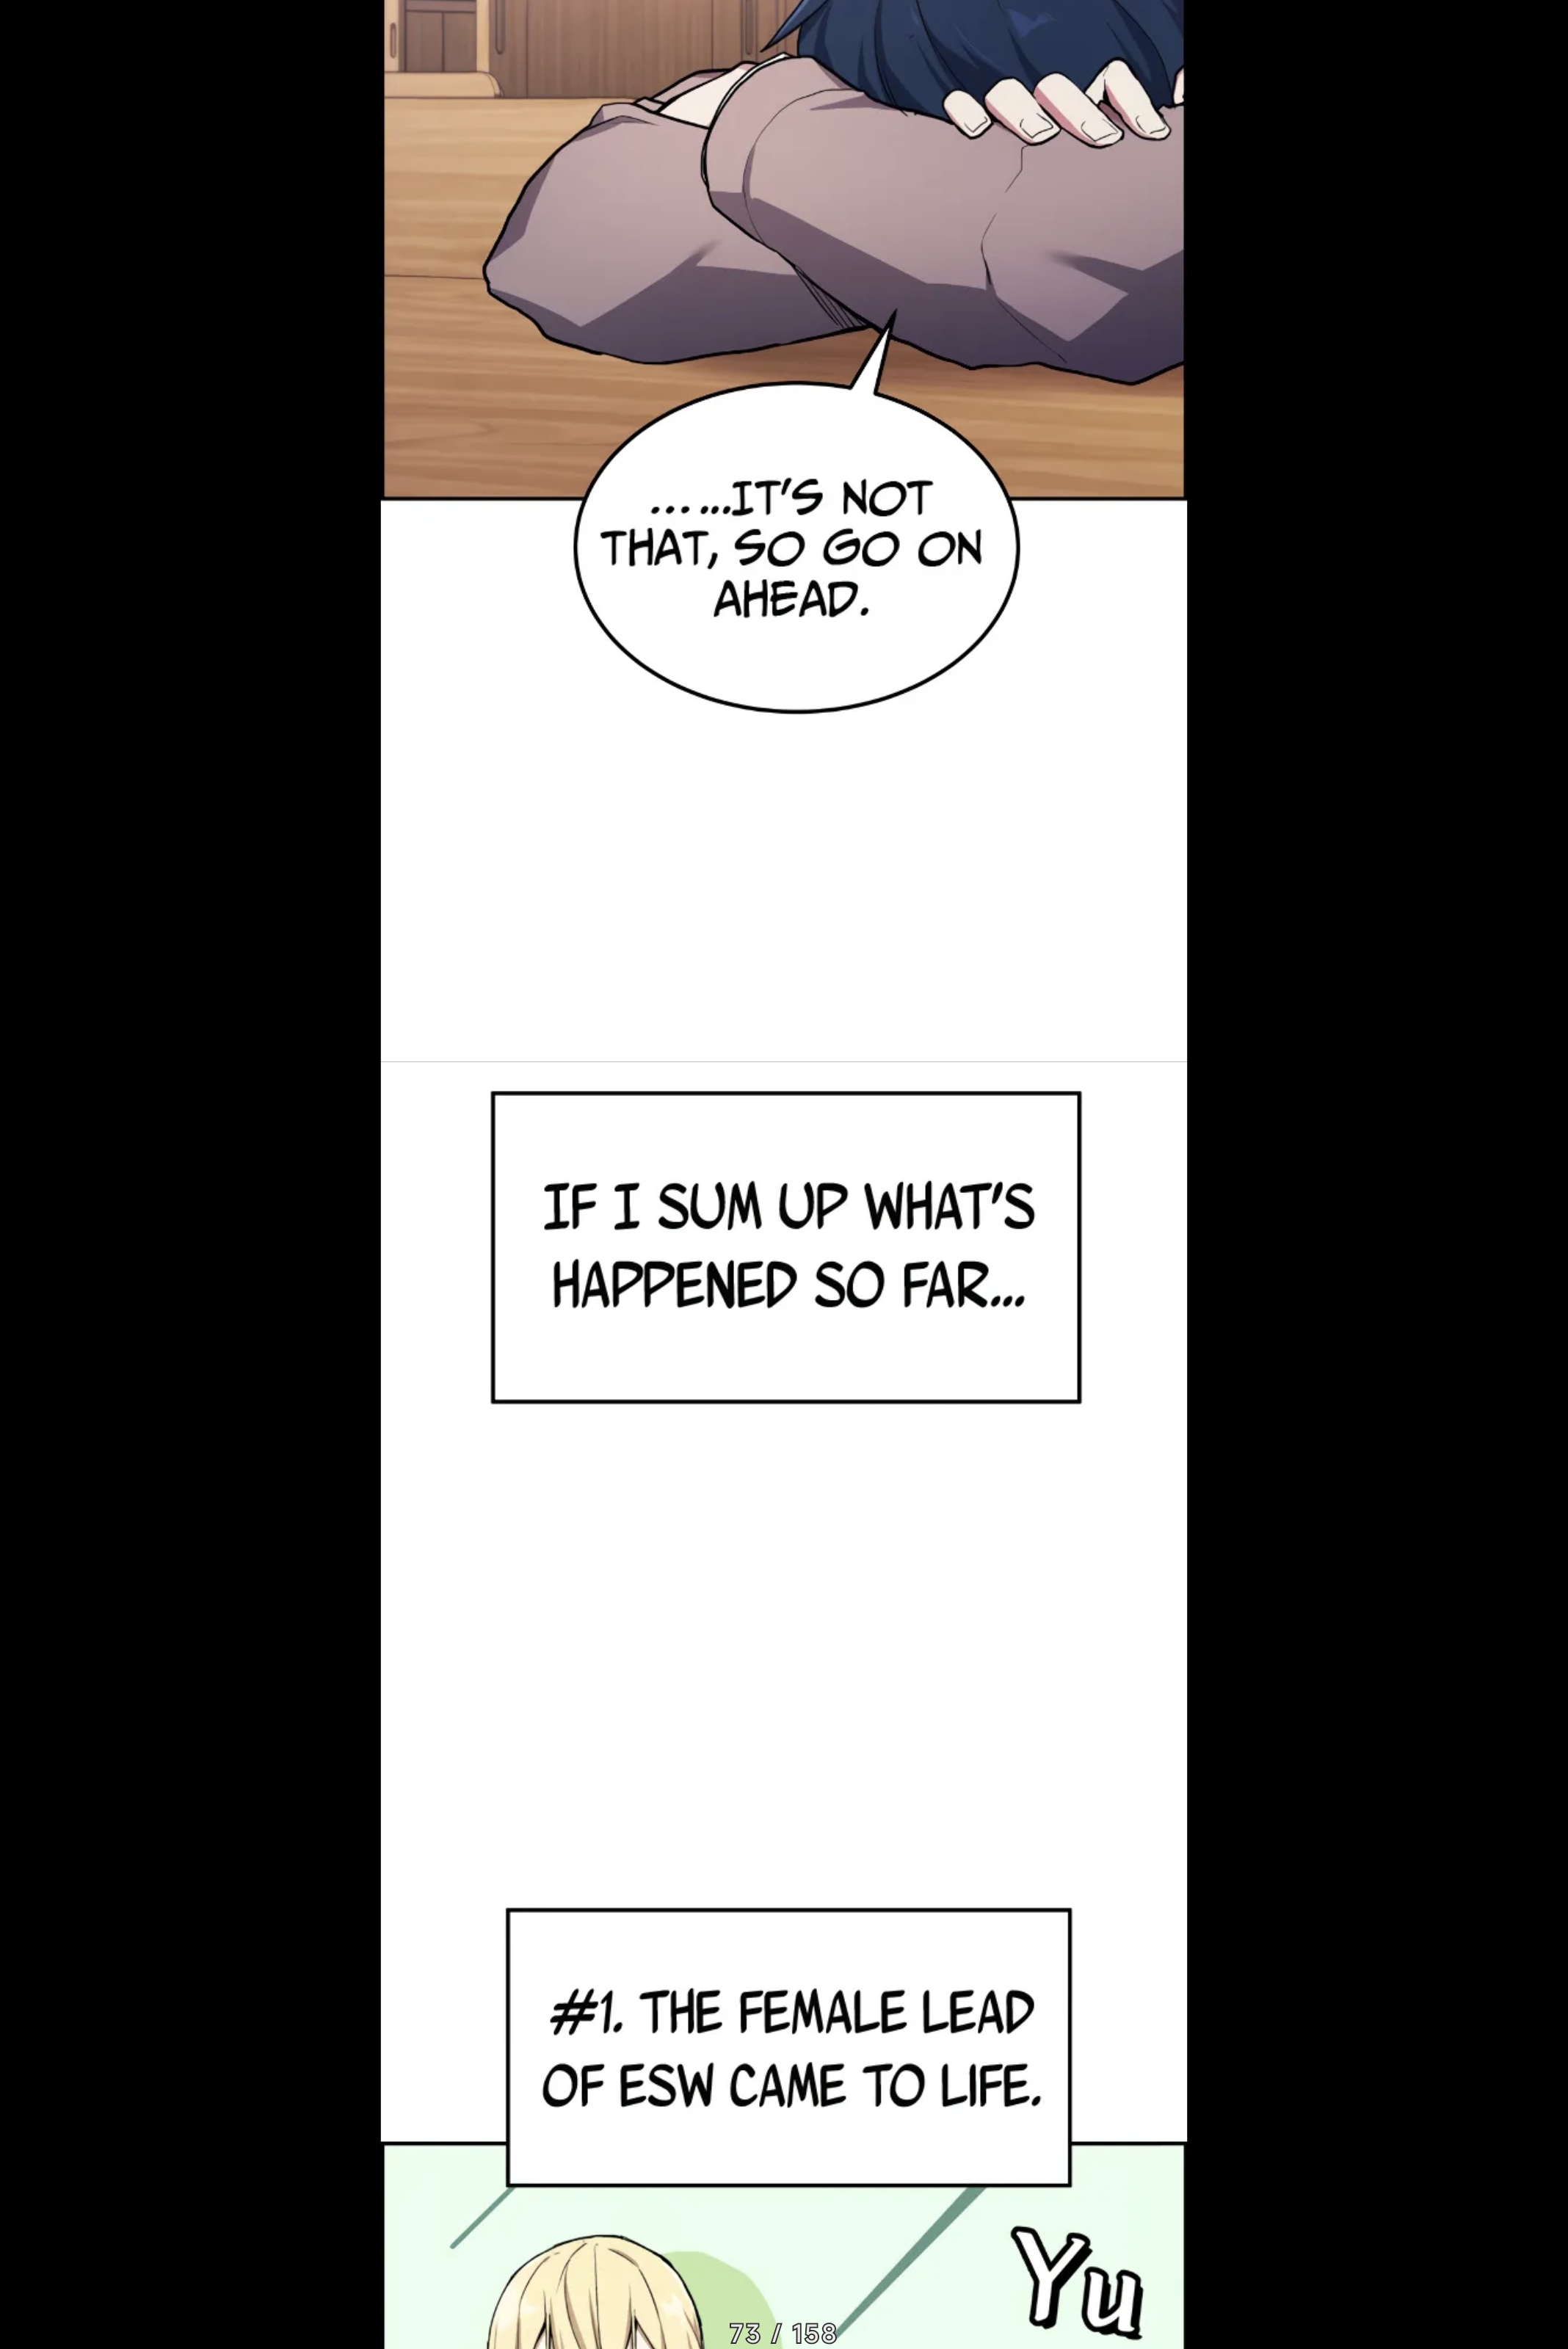 ......IT'S NOT
THAT, SO GO ON
AHEAD.
IF I SUM UP WHAT'S
HAPPENED SO FAR...
#1. THE FEMALE LEAD
OF ESW CAME TO LIFE.
Yu
73 / 158